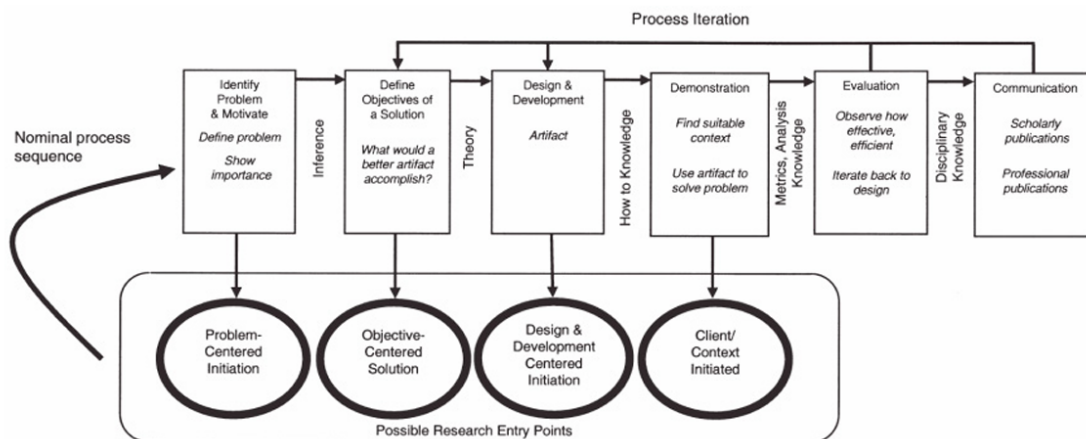 Process Iteration
Nominal process
sequence
Identify
Problem
& Motivate
Define problem
Show
importance
Inference
Define
Objectives of
a Solution
What would a
better artifact
accomplish?
Theory
Design &
Development
Artifact
How to Knowledge
Demonstration
Find suitable
context
Use artifact to
solve problem
Metrics, Analysis
Knowledge
Evaluation
Observe how
effective,
efficient
Iterate back to
design
Disciplinary
Knowledge
Communication
Scholarly
publications
Professional
publications
Problem-
Centered
Initiation
Objective-
Centered
Solution
Design &
Development
Centered
Initiation
Client/
Context
Initiated
Possible Research Entry Points